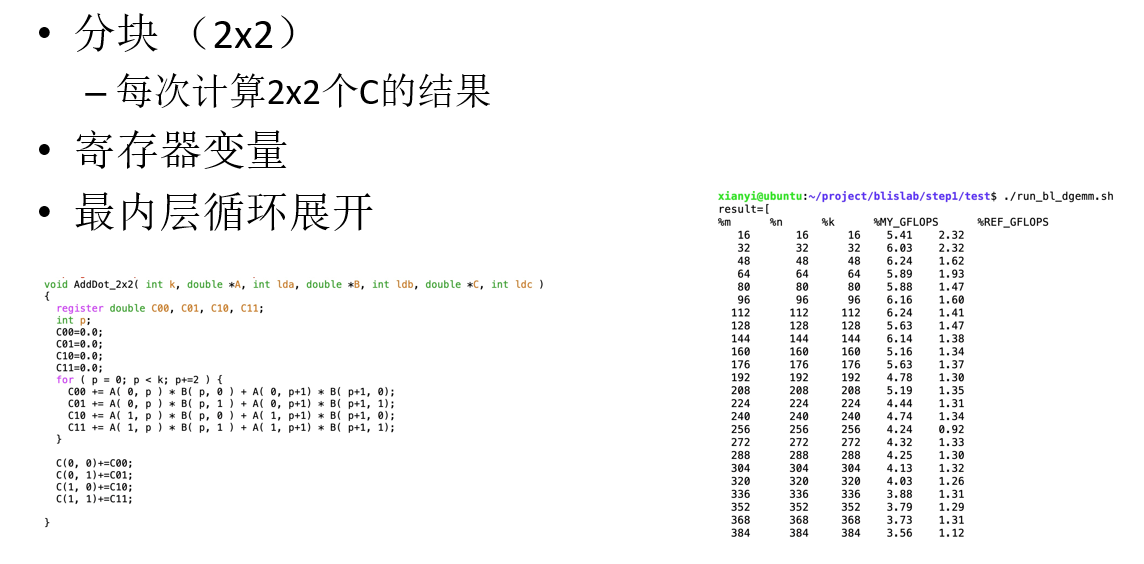 • 分块 （2x2）
– 每次计算2x2个C的结果
• 寄存器变量
• 最内层循环展开
void AddDot_2x2( int k, double *A, int lda, double *B, int ldb, double *C, int ldc )
{
register double C00, C01, C10, C11;
int p;
C00=0.0;
C01=0.0;
C10=0.0;
C11=0.0;
for ( p = 0; p < k; p+=2 ) {
C00 += A( 0, p ) * B( p, 0 ) + A( 0, p+1) * B( p+1, 0);
C01 += A( 0, p ) * B( p, 1 ) + A( 0, p+1) * B( p+1, 1);
C10 += A( 1, p ) * B( p, 0 ) + A( 1, p+1) * B( p+1, 0);
C11 += A( 1, p ) * B( p, 1 ) + A( 1, p+1) * B( p+1, 1);
}
C(0, 0)+=C00;
C(0, 1)+=C01;
C(1, 0)+=C10;
C(1, 1)+=C11;
}
xianyi@ubuntu:~/project/blislab/step1/test$ ./run_bl_dgemm.sh
result=[
%m %n %k %MY_GFLOPS %REF_GFLOPS
16 16 16 5.41 2.32
32 32 32 6.03 2.32
48 48 48 6.24 1.62
64 64 64 5.89 1.93
80 80 80 5.88 1.47
96 96 96 6.16 1.60
112 112 112 6.24 1.41
128 128 128 5.63 1.47
144 144 144 6.14 1.38
160 160 160 5.16 1.34
176 176 176 5.63 1.37
192 192 192 4.78 1.30
208 208 208 5.19 1.35
224 224 224 4.44 1.31
240 240 240 4.74 1.34
256 256 256 4.24 0.92
272 272 272 4.32 1.33
288 288 288 4.25 1.30
304 304 304 4.13 1.32
320 320 320 4.03 1.26
336 336 336 3.88 1.31
352 352 352 3.79 1.29
368 368 368 3.73 1.31
384 384 384 3.56 1.12